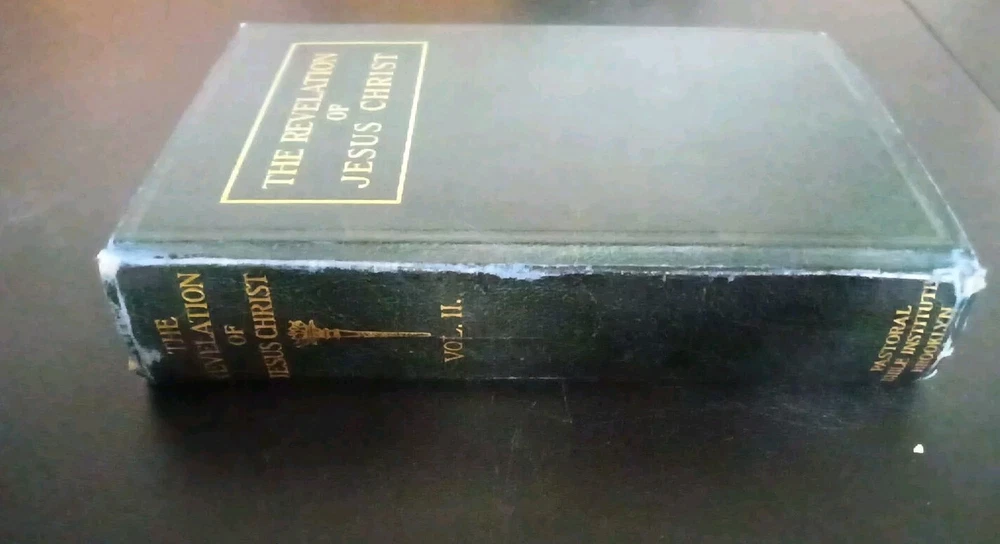 THE REVELATION
OF
JESUS CHRIST
THE
REVELATION
OF
JESUS CHRIST
VOL. II.
PASTORAL
BIBLE INSTITUTE
BROOKLYN